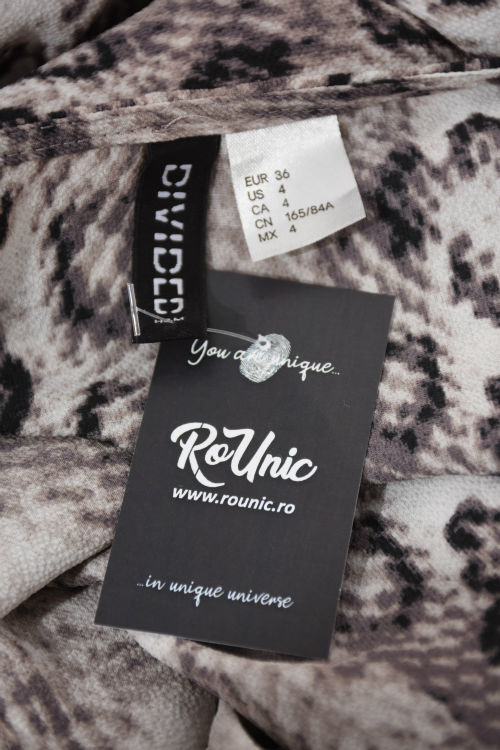 DIVIDED
H&M
EUR 36
US 4
CA 4
CN 165/84A
MX 4
You are unique...
RoUnic
www.rounic.ro
...in unique universe